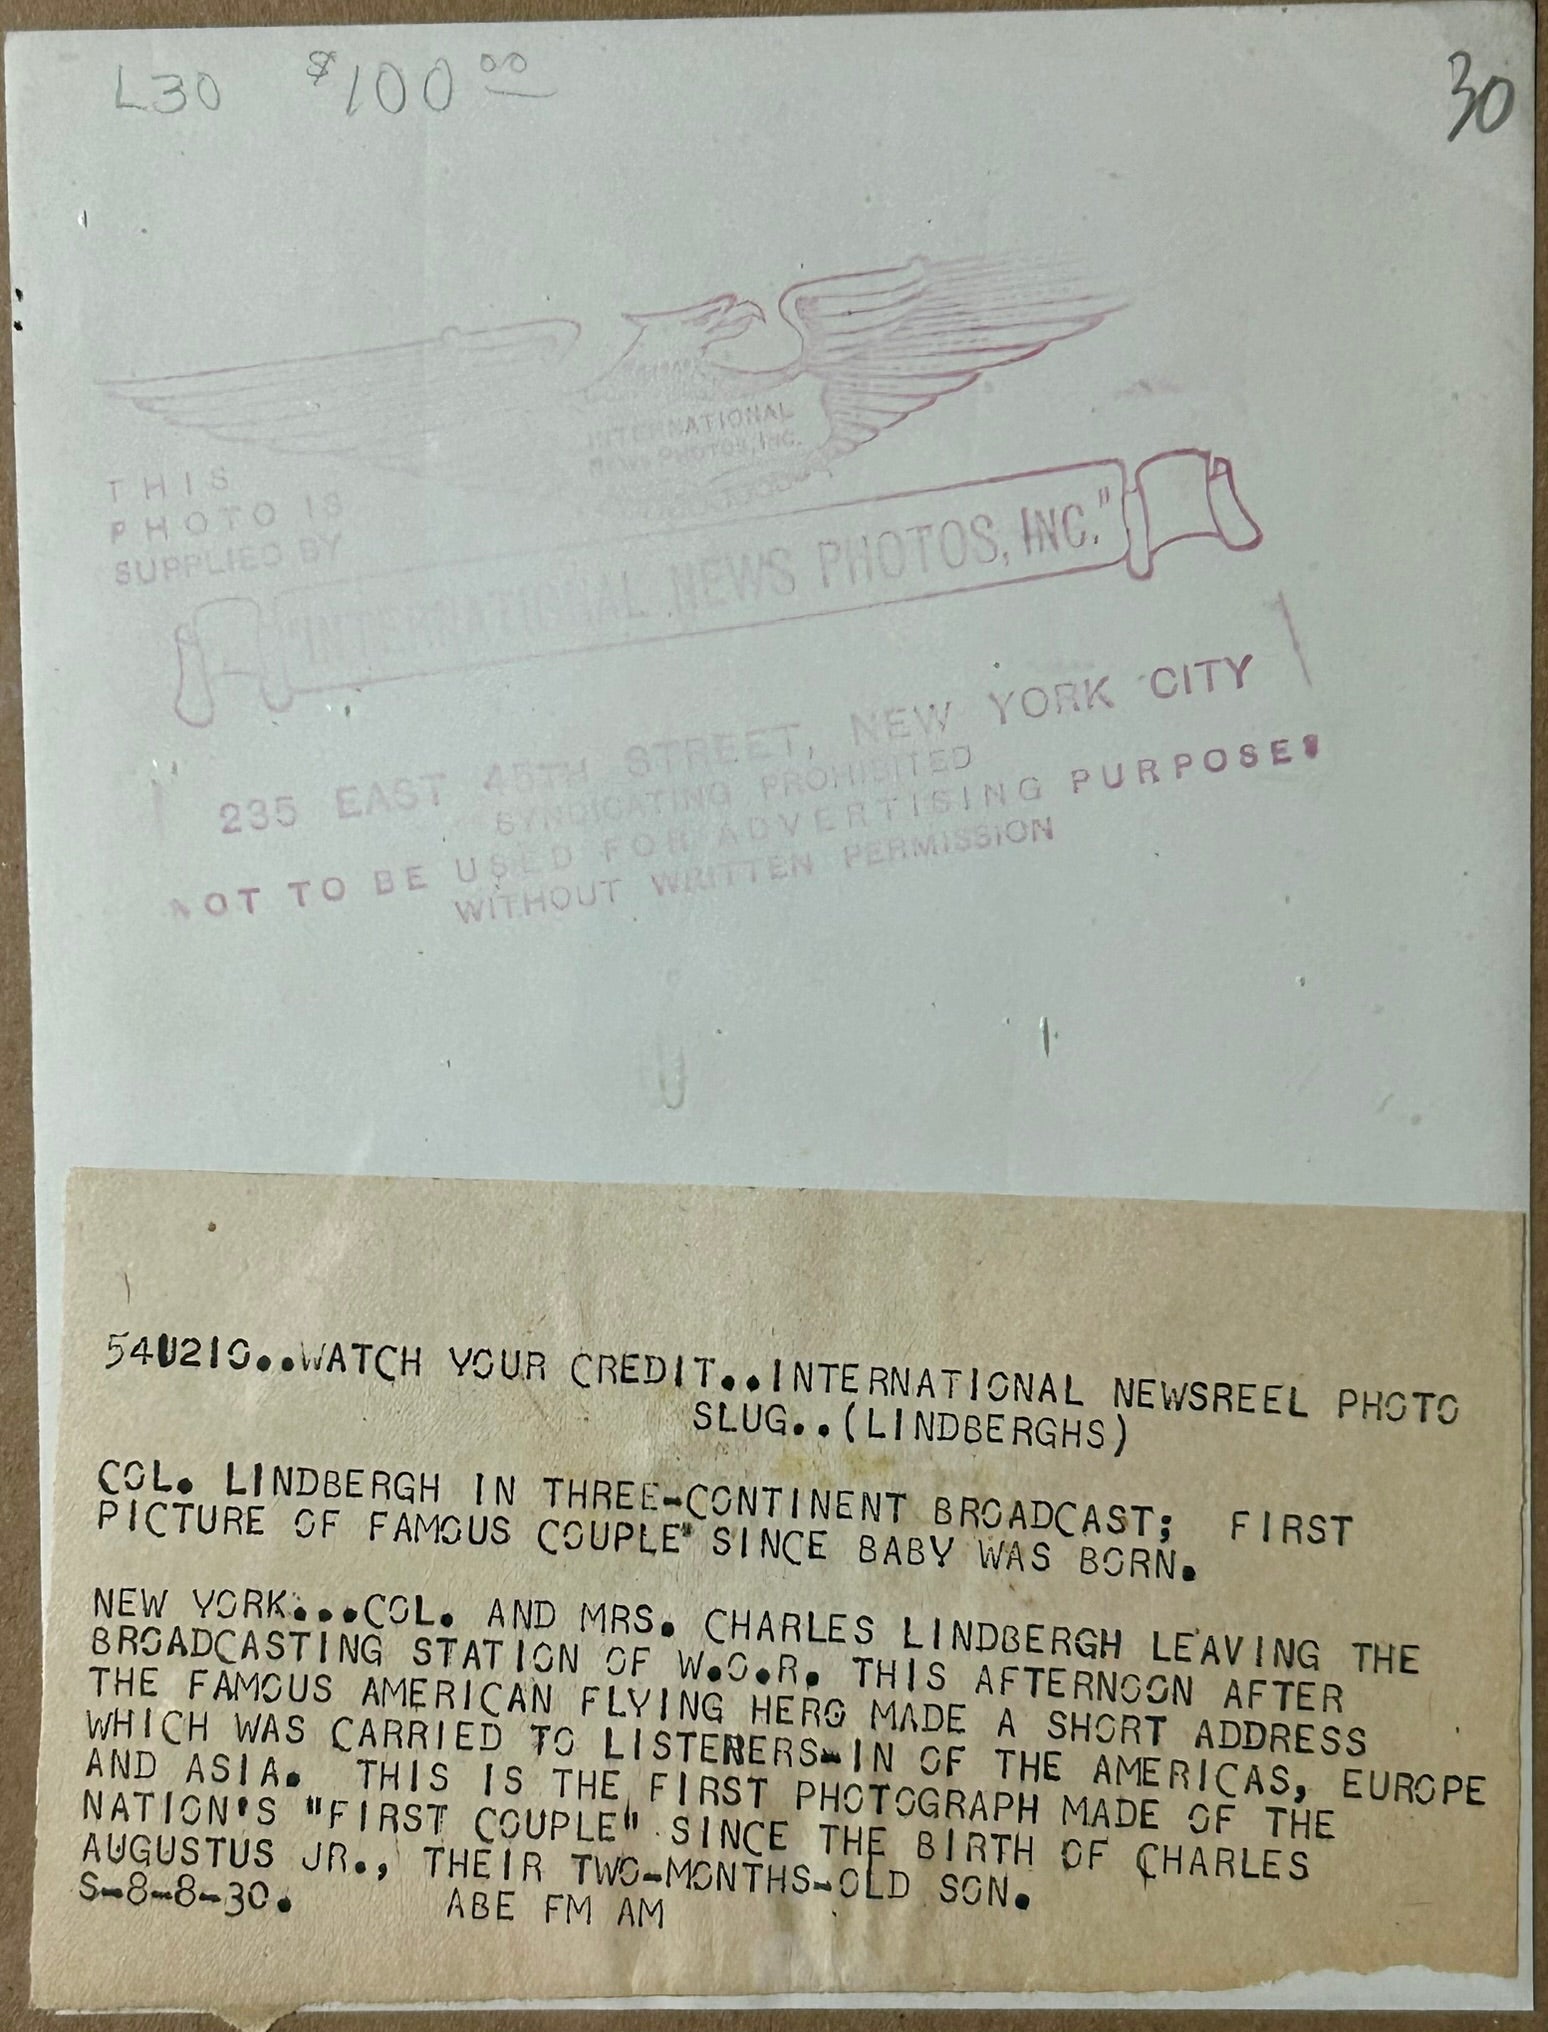 L30 $100.00
30
INTERNATIONAL
NEWS PHOTOS, INC.
THIS
PHOTO IS
SUPPLIED BY
"INTERNATIONAL NEWS PHOTOS, INC."
235 EAST 45TH STREET, NEW YORK CITY
SYNDICATING PROHIBITED
NOT TO BE USED FOR ADVERTISING PURPOSES
WITHOUT WRITTEN PERMISSION
54U210..WATCH YOUR CREDIT..INTERNATIONAL NEWSREEL PHOTO
SLUG..(LINDBERGHS)
COL. LINDBERGH IN THREE-CONTINENT BROADCAST; FIRST
PICTURE OF FAMOUS COUPLE" SINCE BABY WAS BORN.
NEW YORK...COL. AND MRS. CHARLES LINDBERGH LEAVING THE
BROADCASTING STATION OF W.O.R. THIS AFTERNOON AFTER
THE FAMOUS AMERICAN FLYING HERO MADE A SHORT ADDRESS
WHICH WAS CARRIED TO LISTENERS-IN OF THE AMERICAS, EUROPE
AND ASIA. THIS IS THE FIRST PHOTOGRAPH MADE OF THE
NATION'S "FIRST COUPLE" SINCE THE BIRTH OF CHARLES
AUGUSTUS JR., THEIR TWO-MONTHS-OLD SON.
S-8-8-30. ABE FM AM